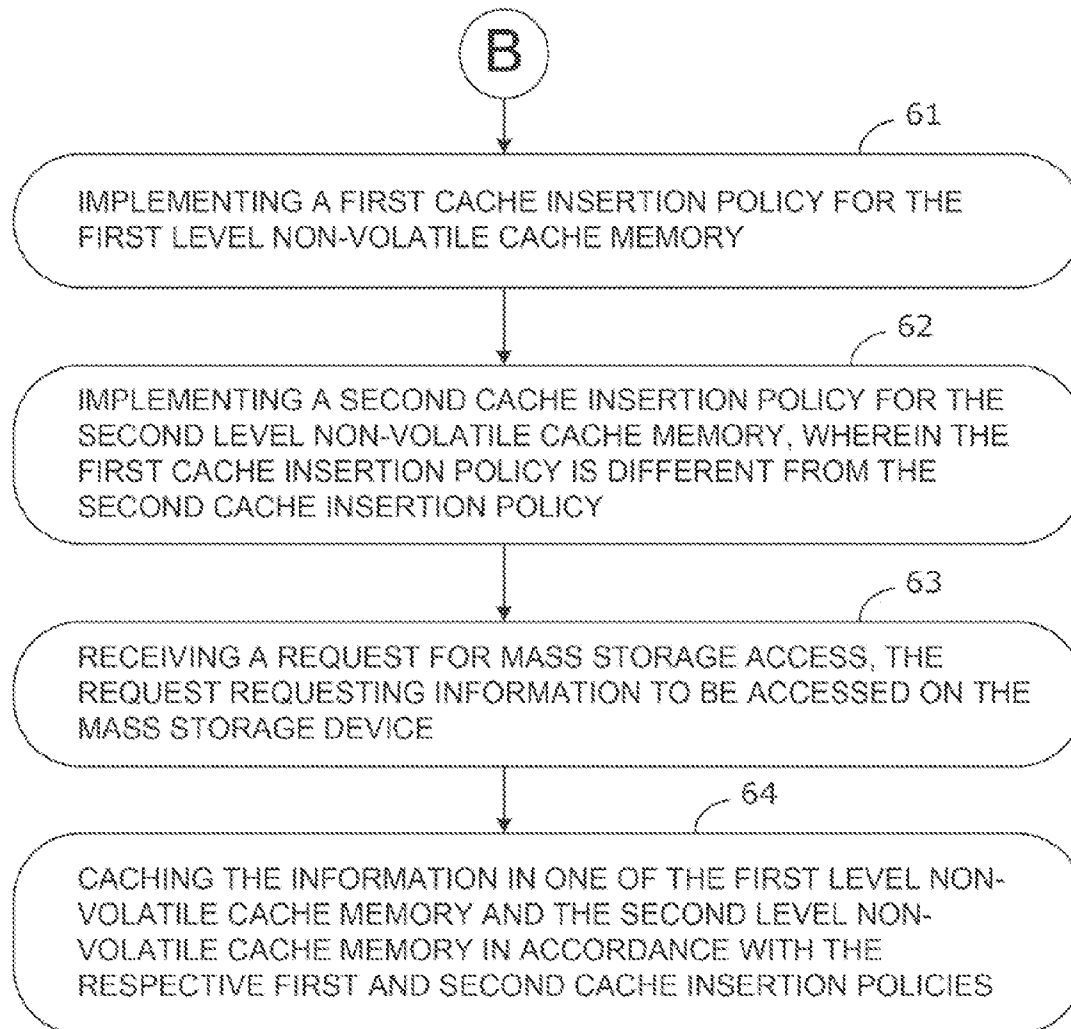 B
61
IMPLEMENTING A FIRST CACHE INSERTION POLICY FOR THE
FIRST LEVEL NON-VOLATILE CACHE MEMORY
62
IMPLEMENTING A SECOND CACHE INSERTION POLICY FOR THE
SECOND LEVEL NON-VOLATILE CACHE MEMORY, WHEREIN THE
FIRST CACHE INSERTION POLICY IS DIFFERENT FROM THE
SECOND CACHE INSERTION POLICY
63
RECEIVING A REQUEST FOR MASS STORAGE ACCESS, THE
REQUEST REQUESTING INFORMATION TO BE ACCESSED ON THE
MASS STORAGE DEVICE
64
CACHING THE INFORMATION IN ONE OF THE FIRST LEVEL NON-
VOLATILE CACHE MEMORY AND THE SECOND LEVEL NON-
VOLATILE CACHE MEMORY IN ACCORDANCE WITH THE
RESPECTIVE FIRST AND SECOND CACHE INSERTION POLICIES